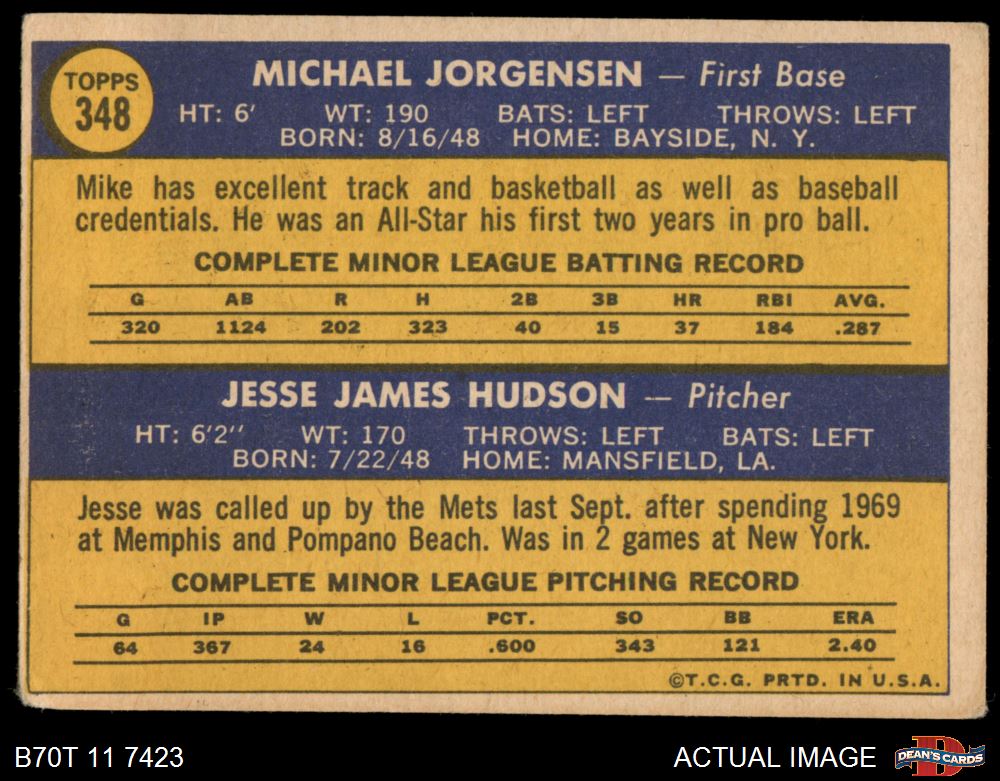 TOPPS
348
MICHAEL JORGENSEN — First Base
HT: 6' WT: 190 BATS: LEFT THROWS: LEFT
BORN: 8/16/48 HOME: BAYSIDE, N. Y.
Mike has excellent track and basketball as well as baseball
credentials. He was an All-Star his first two years in pro ball.
COMPLETE MINOR LEAGUE BATTING RECORD
G AB R H 2B 3B HR RBI AVG.
320 1124 202 323 40 15 37 184 .287
JESSE JAMES HUDSON — Pitcher
HT: 6'2" WT: 170 THROWS: LEFT BATS: LEFT
BORN: 7/22/48 HOME: MANSFIELD, LA.
Jesse was called up by the Mets last Sept. after spending 1969
at Memphis and Pompano Beach. Was in 2 games at New York.
COMPLETE MINOR LEAGUE PITCHING RECORD
G IP W L PCT. SO BB ERA
64 367 24 16 .600 343 121 2.40
©T.C.G. PRTD. IN U.S.A.
B70T 11 7423
ACTUAL IMAGE
D
DEAN'S CARDS